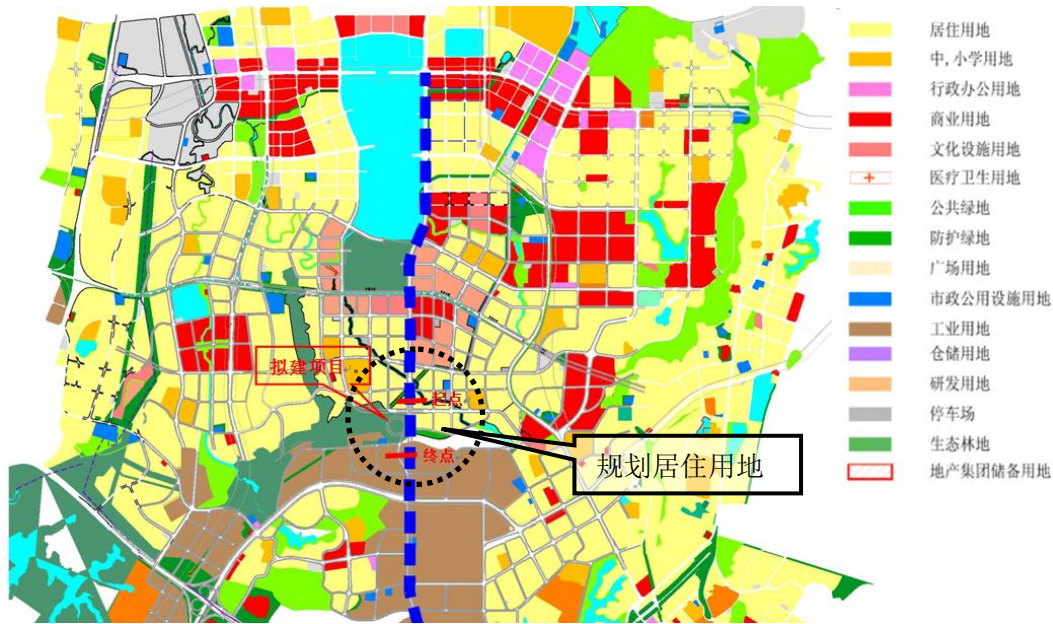 居住用地
中,小学用地
行政办公用地
商业用地
文化设施用地
医疗卫生用地
公共绿地
防护绿地
广场用地
市政公用设施用地
工业用地
仓储用地
研发用地
停车场
生态林地
地产集团储备用地
拟建项目
起点
终点
规划居住用地